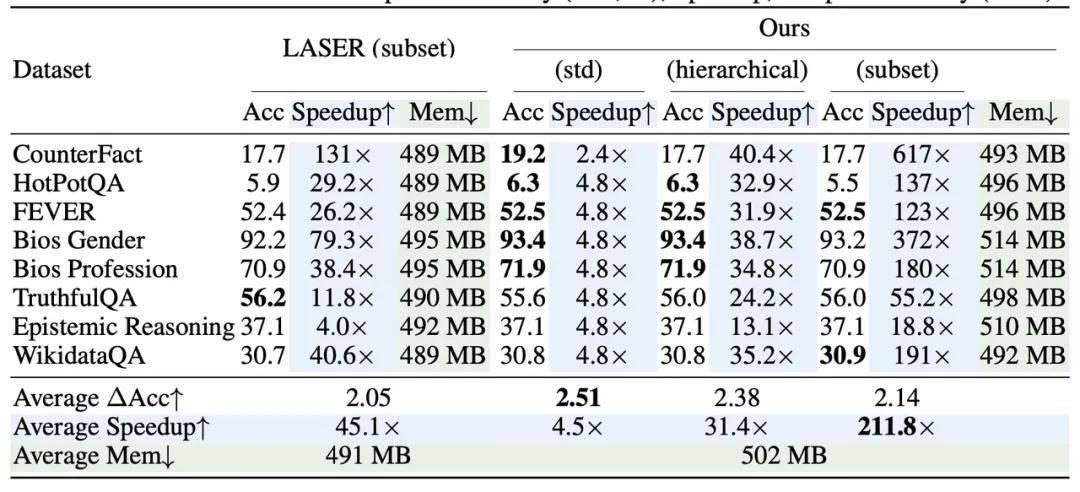 Ours
LASER (subset)
Dataset (std) (hierarchical) (subset)
Acc Speedup↑ Mem↓ Acc Speedup↑ Acc Speedup↑ Acc Speedup↑ Mem↓
CounterFact 17.7 131× 489 MB 19.2 2.4× 17.7 40.4× 17.7 617× 493 MB
HotPotQA 5.9 29.2× 489 MB 6.3 4.8× 6.3 32.9× 5.5 137× 496 MB
FEVER 52.4 26.2× 489 MB 52.5 4.8× 52.5 31.9× 52.5 123× 496 MB
Bios Gender 92.2 79.3× 495 MB 93.4 4.8× 93.4 38.7× 93.2 372× 514 MB
Bios Profession 70.9 38.4× 495 MB 71.9 4.8× 71.9 34.8× 70.9 180× 514 MB
TruthfulQA 56.2 11.8× 490 MB 55.6 4.8× 56.0 24.2× 56.0 55.2× 498 MB
Epistemic Reasoning 37.1 4.0× 492 MB 37.1 4.8× 37.1 13.1× 37.1 18.8× 510 MB
WikidataQA 30.7 40.6× 489 MB 30.8 4.8× 30.8 35.2× 30.9 191× 492 MB
Average ΔAcc↑ 2.05 2.51 2.38 2.14
Average Speedup↑ 45.1× 4.5× 31.4× 211.8×
Average Mem↓ 491 MB 502 MB